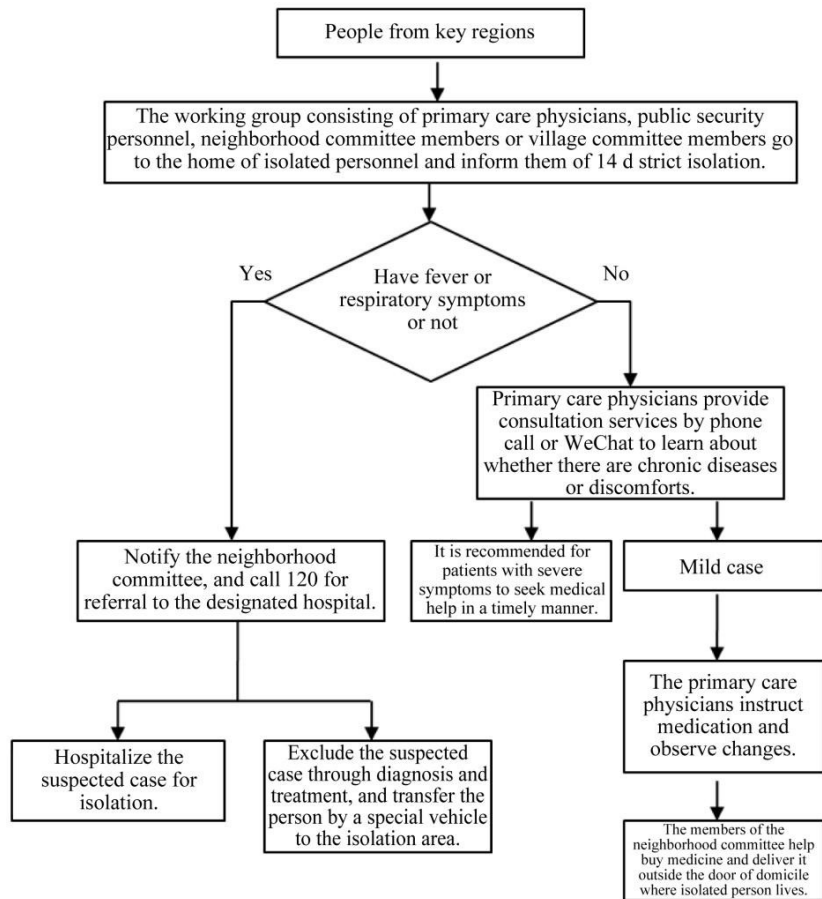 People from key regions
The working group consisting of primary care physicians, public security
personnel, neighborhood committee members or village committee members go
to the home of isolated personnel and inform them of 14 d strict isolation.
Yes
Have fever or
respiratory symptoms
or not
No
Primary care physicians provide
consultation services by phone
call or WeChat to learn about
whether there are chronic diseases
or discomforts.
Notify the neighborhood
committee, and call 120 for
referral to the designated hospital.
It is recommended for
patients with severe
symptoms to seek medical
help in a timely manner.
Mild case
The primary care
physicians instruct
medication and
observe changes.
Hospitalize the
suspected case for
isolation.
Exclude the suspected
case through diagnosis and
treatment, and transfer the
person by a special vehicle
to the isolation area.
The members of the
neighborhood committee help
buy medicine and deliver it
outside the door of domicile
where isolated person lives.